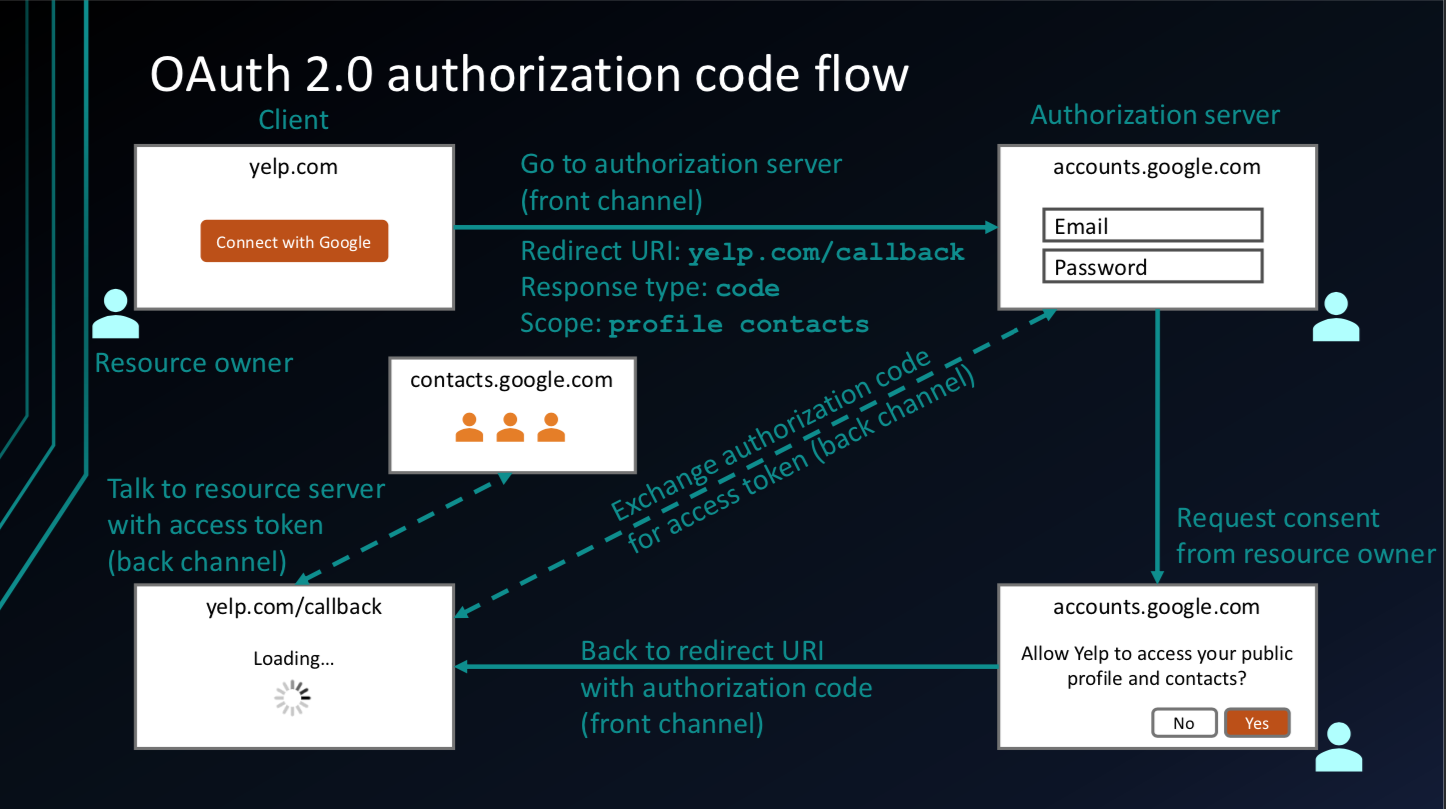 OAuth 2.0 authorization code flow
Client
yelp.com
Connect with Google
Resource owner
Go to authorization server
(front channel)
Redirect URI: yelp.com/callback
Response type: code
Scope: profile contacts
Authorization server
accounts.google.com
Email
Password
contacts.google.com
Exchange authorization code
for access token (back channel)
Talk to resource server
with access token
(back channel)
Request consent
from resource owner
yelp.com/callback
Loading...
Back to redirect URI
with authorization code
(front channel)
accounts.google.com
Allow Yelp to access your public
profile and contacts?
No
Yes